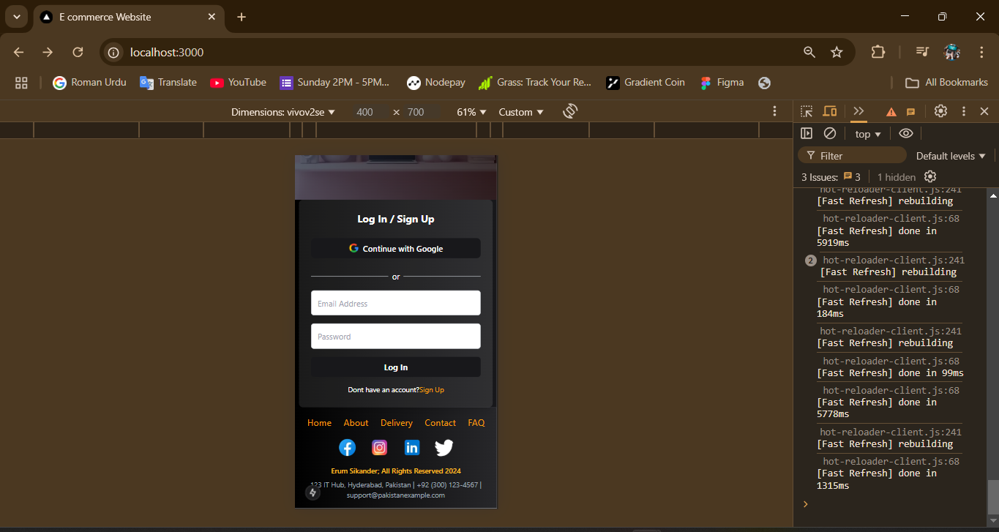 E commerce Website
localhost:3000
Roman Urdu
Translate
YouTube
Sunday 2PM - 5PM...
Nodepay
Grass: Track Your Re...
Gradient Coin
Figma
All Bookmarks
Dimensions: vivov2se 400 × 700 61% Custom
top
Filter Default levels
3 Issues: 3 1 hidden
hot-reloader-client.js:241
[Fast Refresh] rebuilding
hot-reloader-client.js:68
[Fast Refresh] done in
5919ms
2 hot-reloader-client.js:241
[Fast Refresh] rebuilding
hot-reloader-client.js:68
[Fast Refresh] done in
184ms
hot-reloader-client.js:241
[Fast Refresh] rebuilding
hot-reloader-client.js:68
[Fast Refresh] done in 99ms
hot-reloader-client.js:68
[Fast Refresh] done in
5778ms
hot-reloader-client.js:241
[Fast Refresh] rebuilding
hot-reloader-client.js:68
[Fast Refresh] done in
1315ms
Log In / Sign Up
Continue with Google
or
Email Address
Password
Log In
Dont have an account?Sign Up
Home About Delivery Contact FAQ
Erum Sikander; All Rights Reserved 2024
123 IT Hub, Hyderabad, Pakistan | +92 (300) 123-4567 |
support@pakistanexample.com